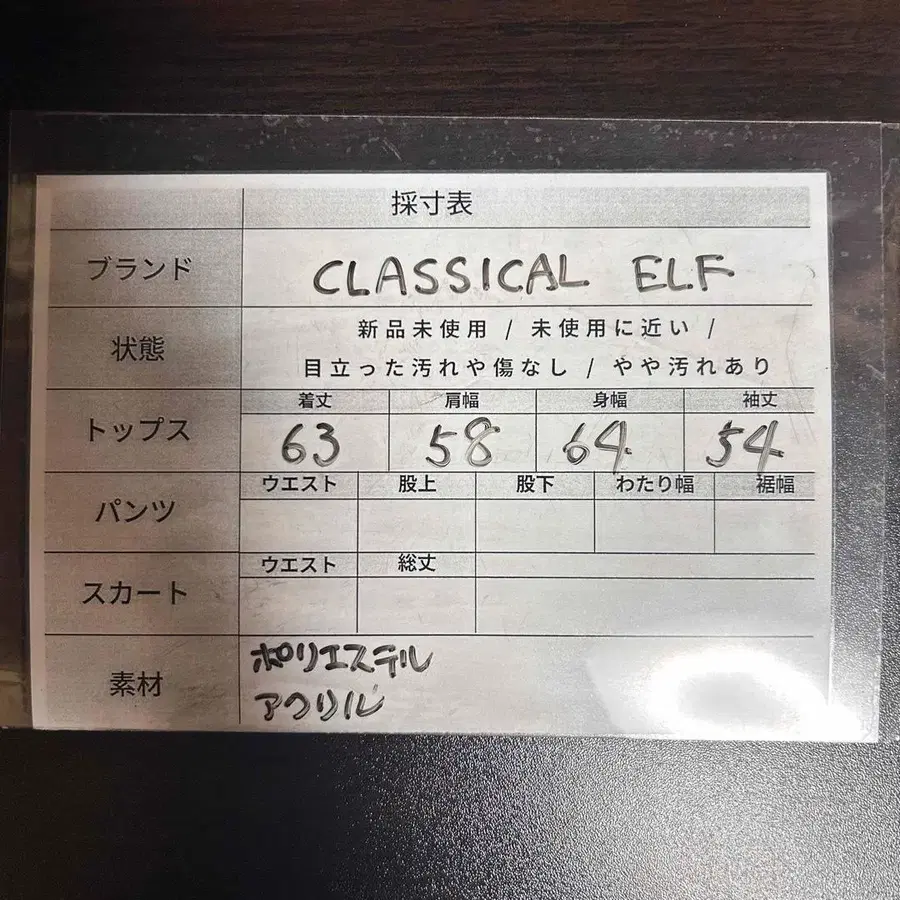 採寸表
ブランド CLASSICAL ELF
状態 新品未使用 / 未使用に近い /
目立った汚れや傷なし / やや汚れあり
着丈 肩幅 身幅 袖丈
トップス 63 58 64 54
ウエスト 股上 股下 わたり幅 裾幅
パンツ
ウエスト 総丈
スカート
素材 ポリエステル
アクリル